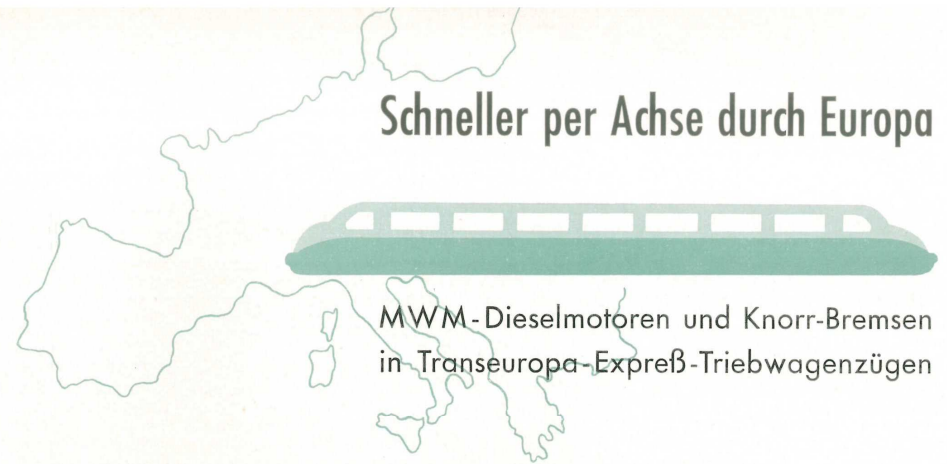 Schneller per Achse durch Europa
MWM-Dieselmotoren und Knorr-Bremsen
in Transeuropa-Expreß-Triebwagenzügen